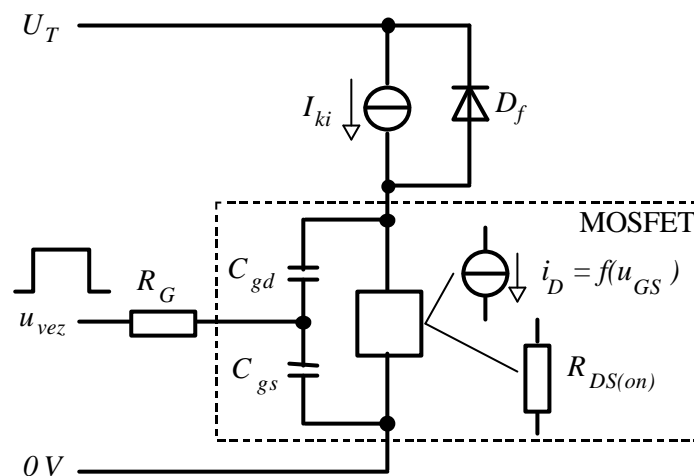 U_T
I_ki
D_f
MOSFET
C_gd
i_D = f(u_GS)
R_G
u_vez
C_gs
R_DS(on)
0 V